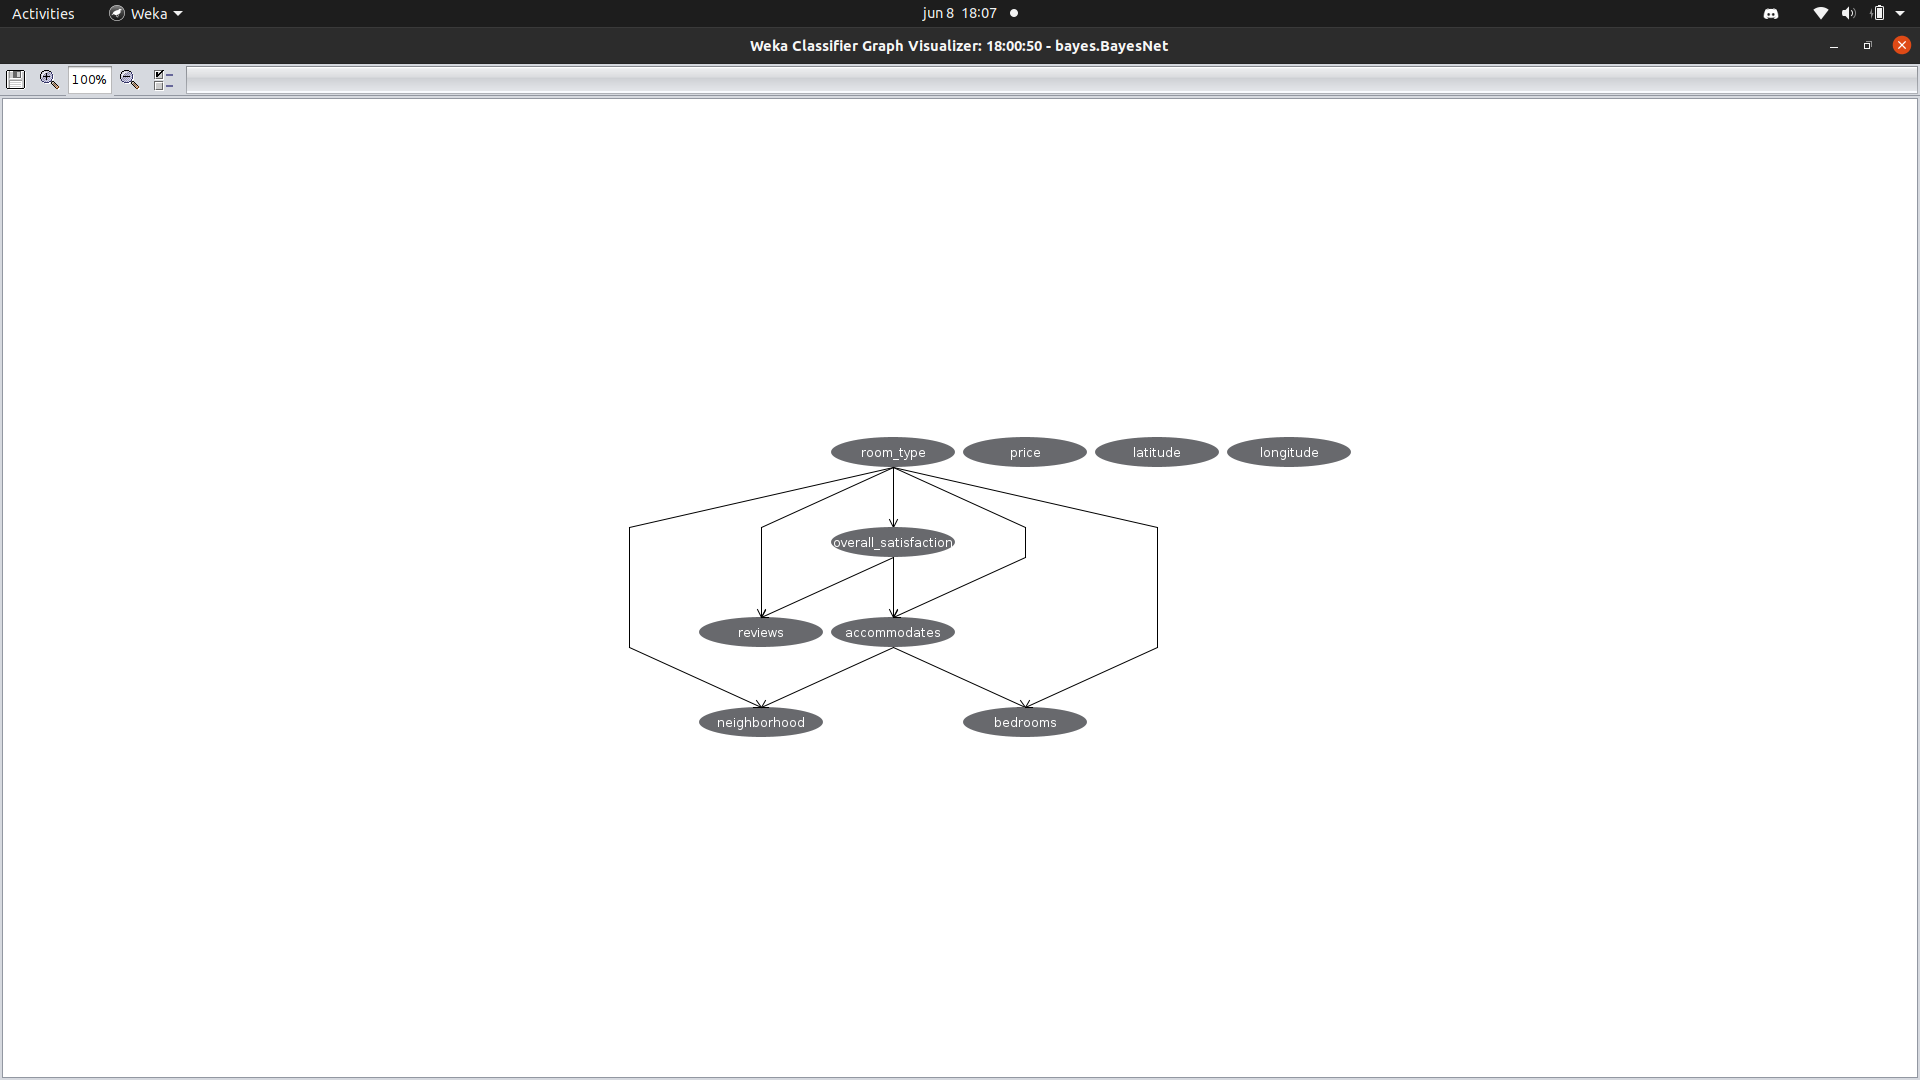 Activities Weka jun 8 18:07
Weka Classifier Graph Visualizer: 18:00:50 - bayes.BayesNet
100%
room_type price latitude longitude
overall_satisfaction
reviews accommodates
neighborhood bedrooms